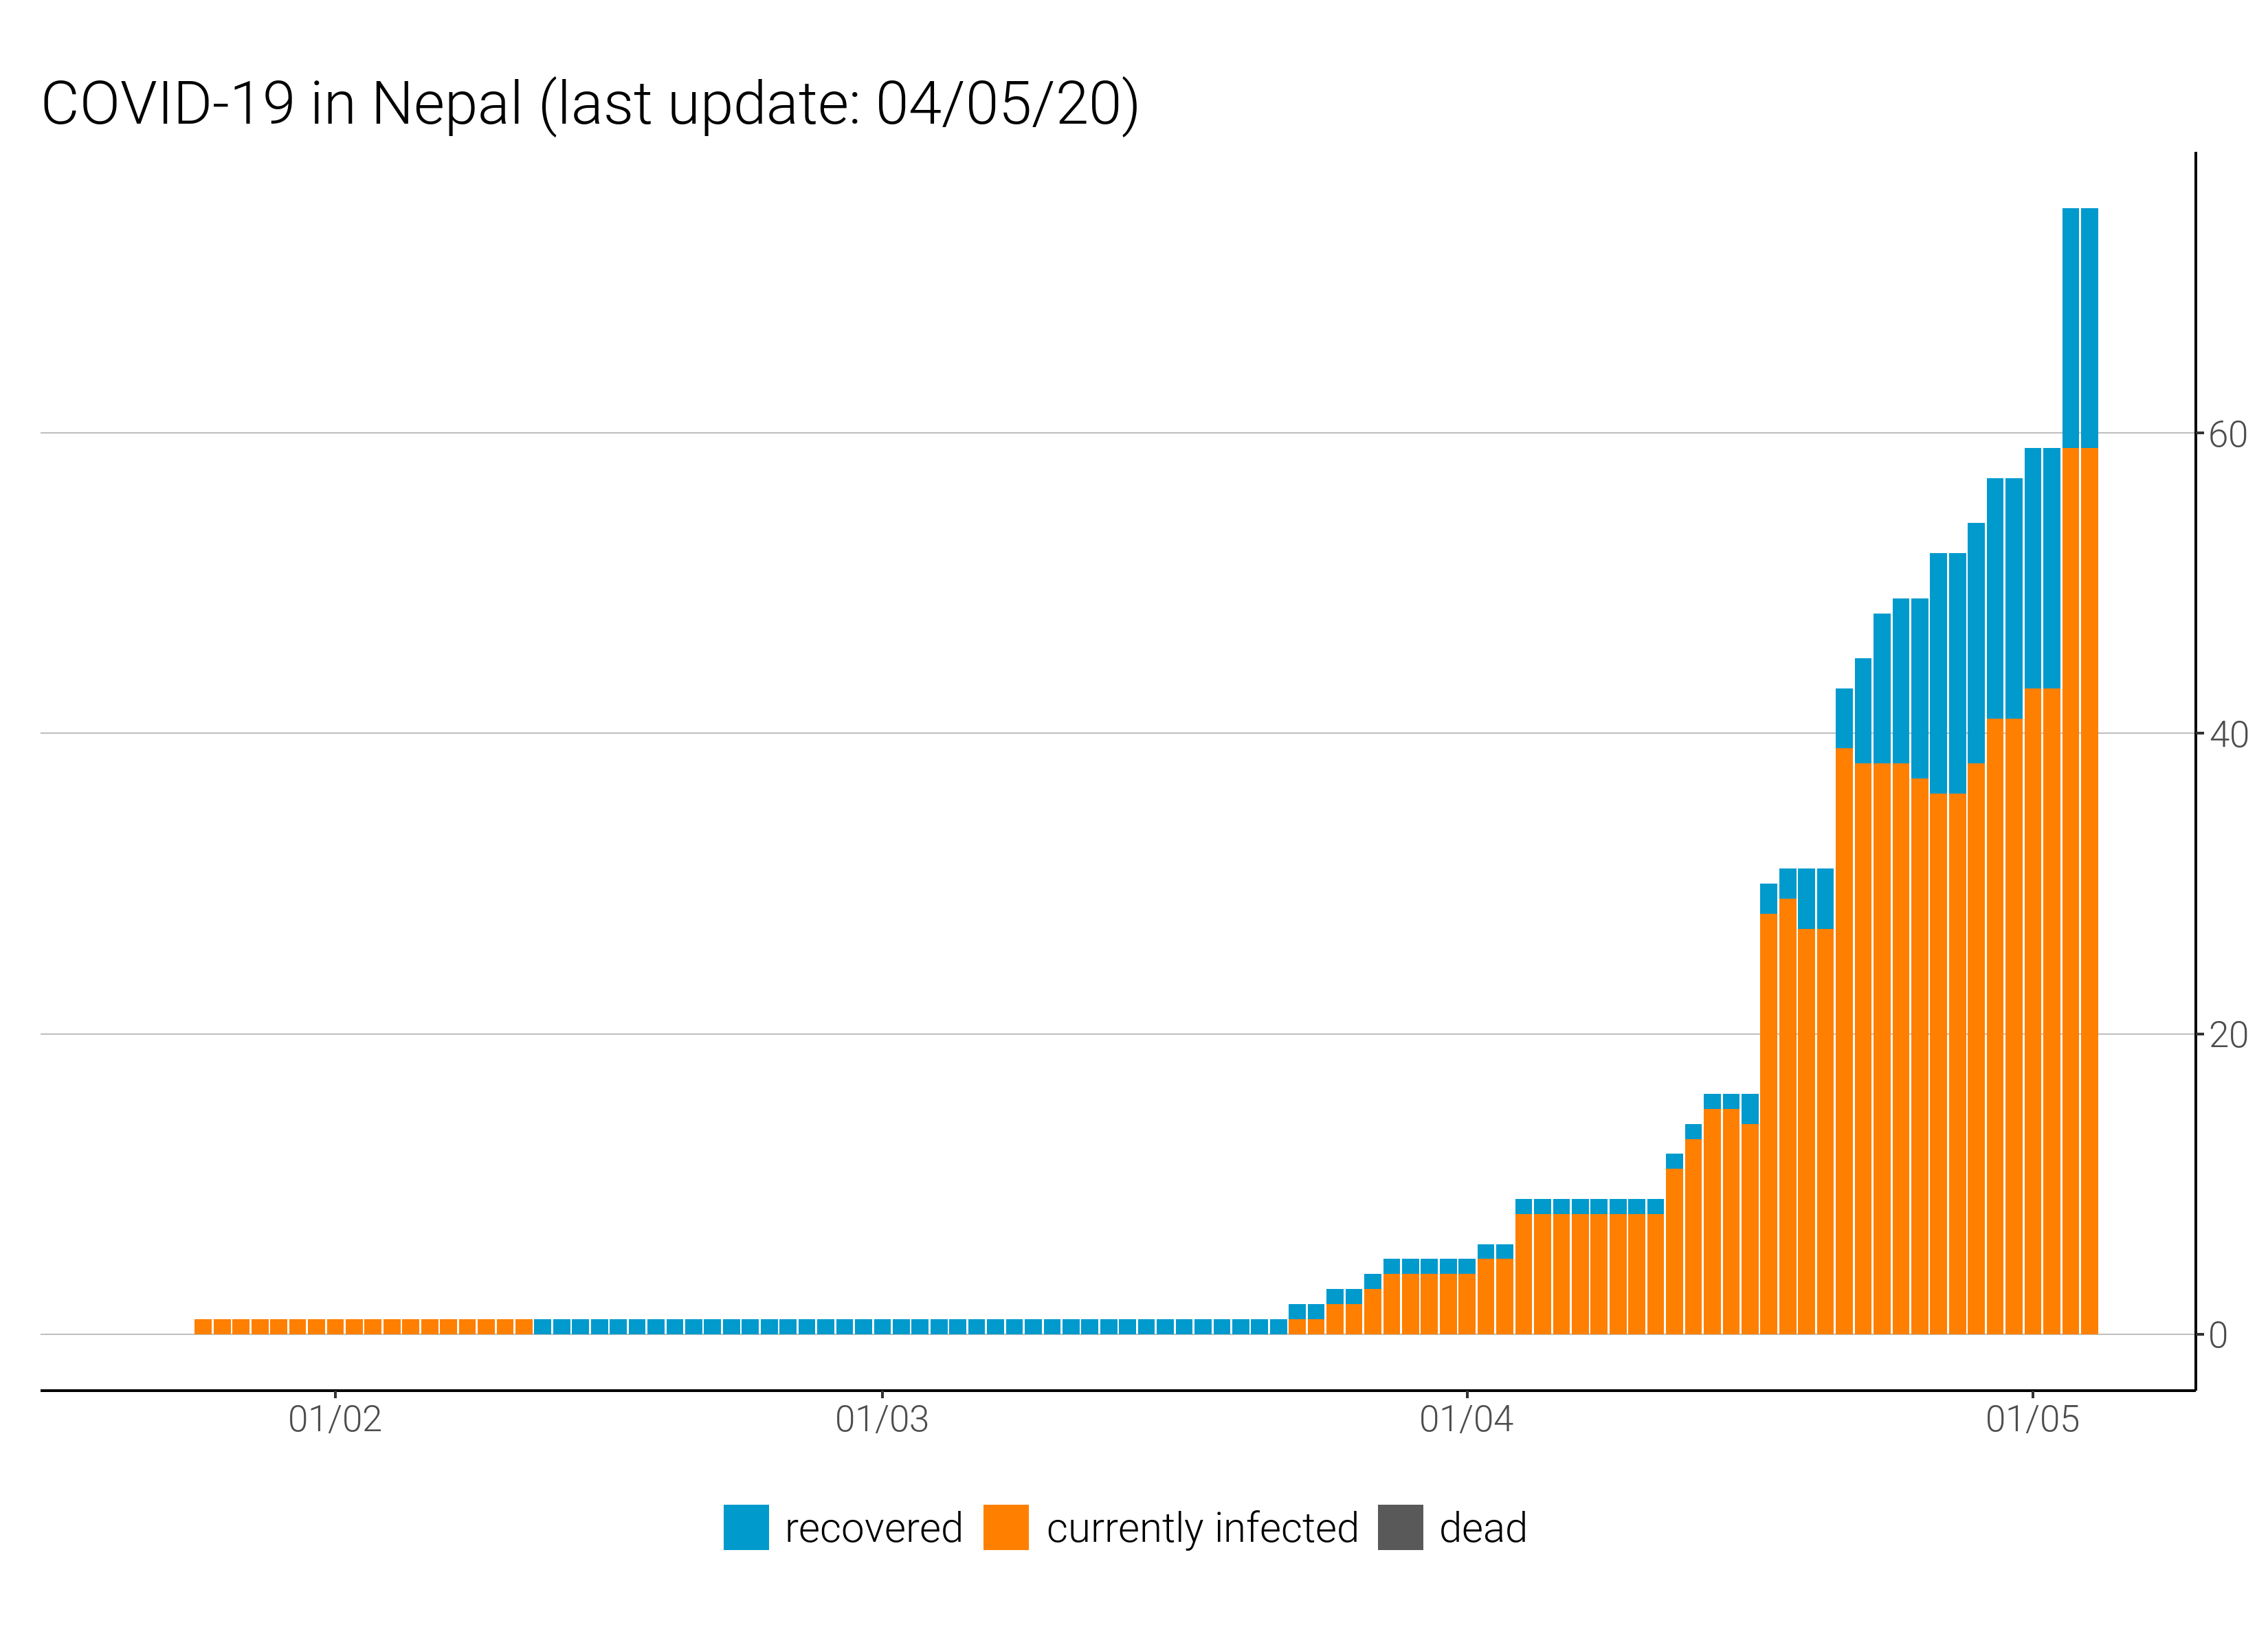 COVID-19 in Nepal (last update: 04/05/20)
60
40
20
0
01/02 01/03 01/04 01/05
recovered currently infected dead